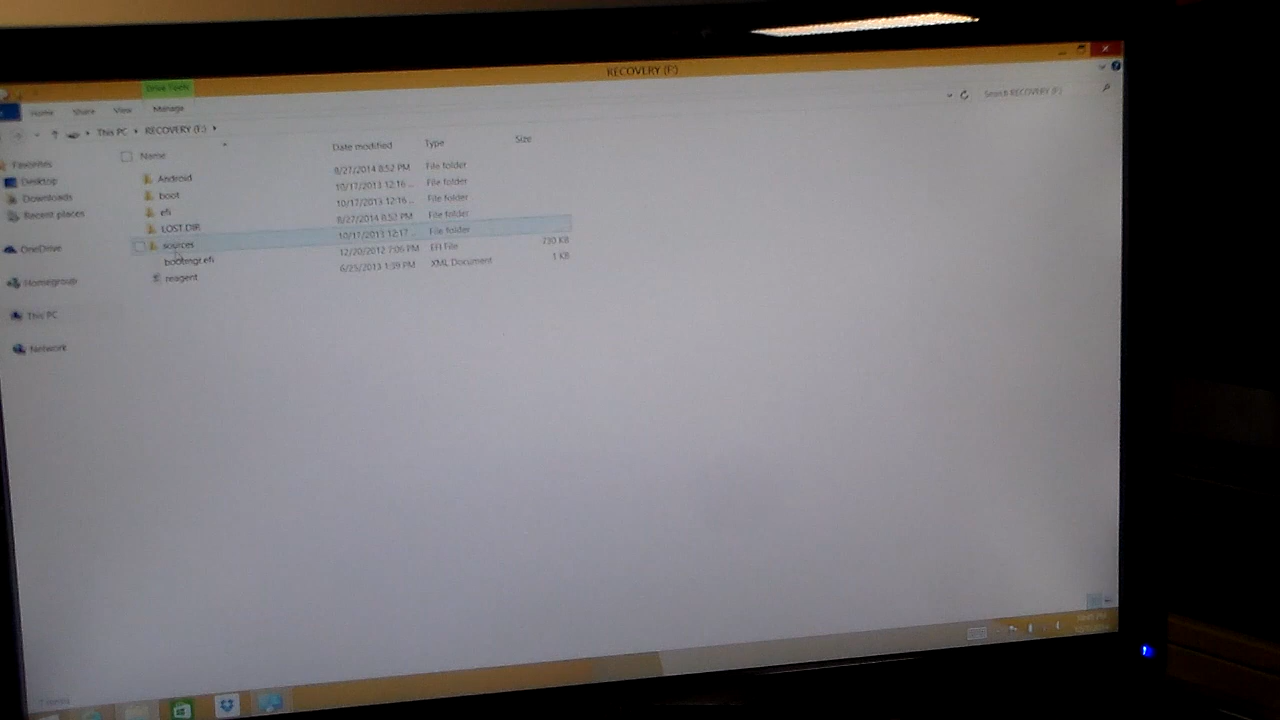 RECOVERY (F:)
Drive Tools
Home Share View Manage
This PC RECOVERY (F:) Search RECOVERY (F:)
Name Date modified Type Size
Android 8/27/2014 8:52 PM File folder
boot 10/17/2013 12:16 ... File folder
efi 10/17/2013 12:16 ... File folder
LOST.DIR 8/27/2014 8:52 PM File folder
sources 10/17/2013 12:17 ... File folder
bootmgr.efi 12/20/2012 7:06 PM EFI File 730 KB
reagent 6/25/2013 1:39 PM XML Document 1 KB
Favorites
Desktop
Downloads
Recent places
OneDrive
Homegroup
This PC
Network
7 items